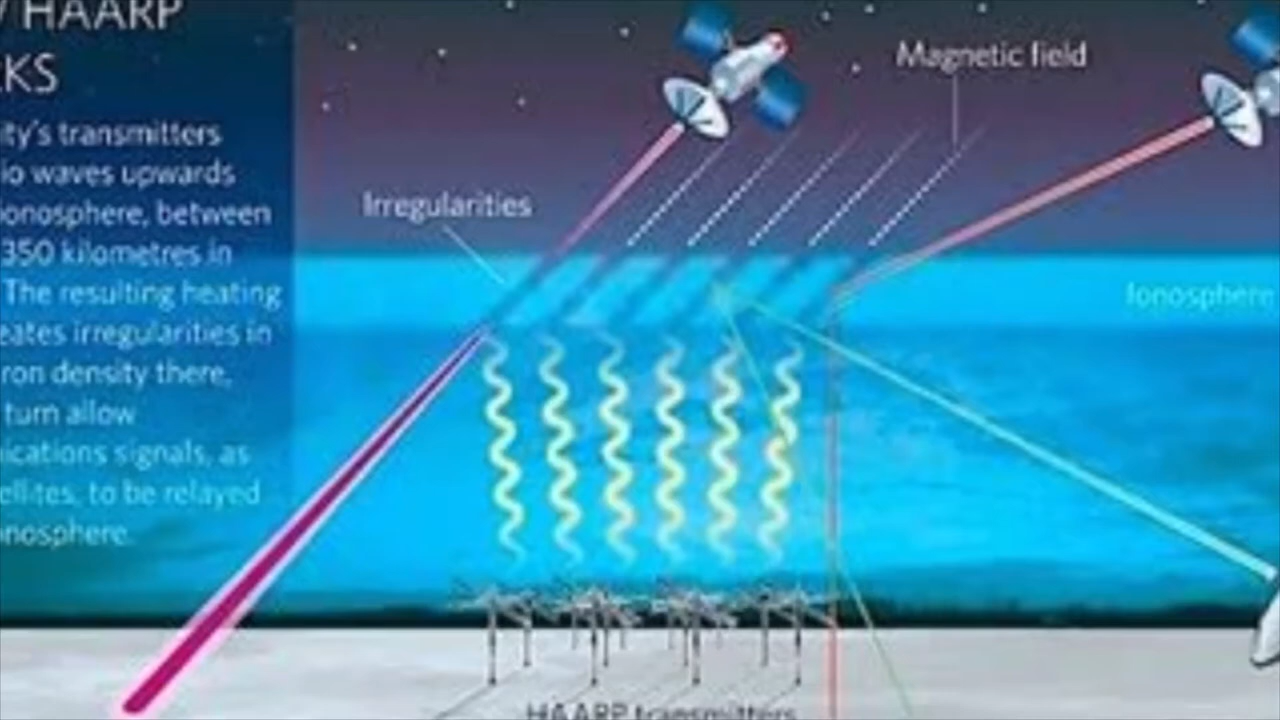 HAARP
KS
ity's transmitters
io waves upwards
ionosphere, between
350 kilometres in
The resulting heating
eates irregularities in
ron density there,
turn allow
ications signals, as
ellites, to be relayed
onosphere.
Irregularities
Magnetic field
Ionosphere
HAARP transmitters